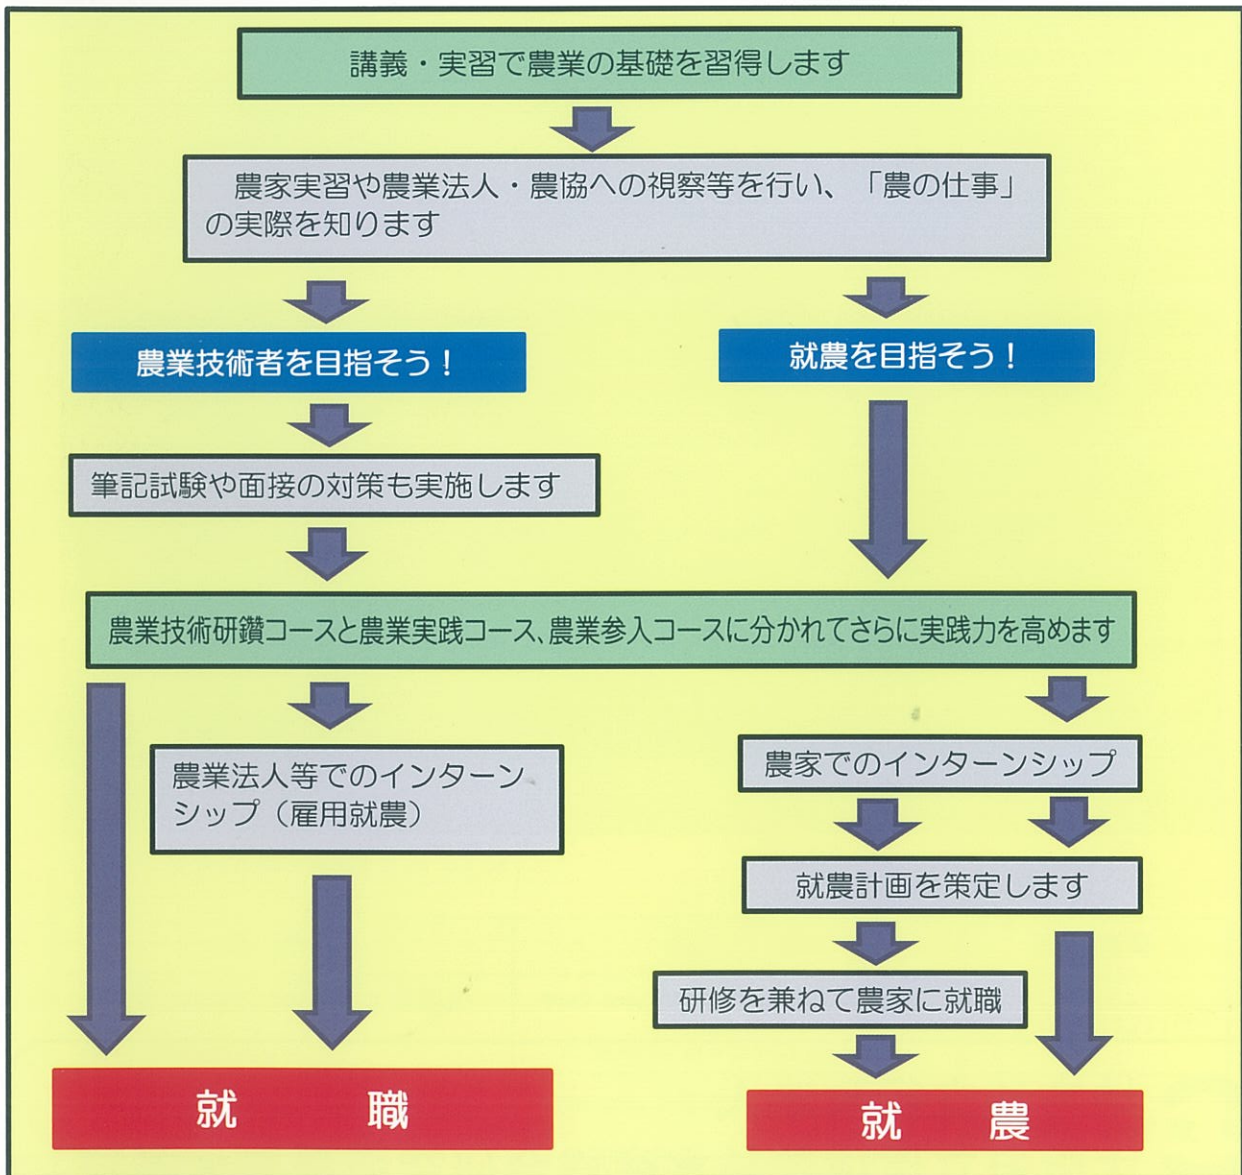 講義・実習で農業の基礎を習得します
農家実習や農業法人・農協への視察等を行い、「農の仕事」
の実際を知ります
農業技術者を目指そう!
就農を目指そう!
筆記試験や面接の対策も実施します
農業技術研鑽コースと農業実践コース、農業参入コースに分かれてさらに実践力を高めます
農業法人等でのインターン
シップ(雇用就農)
農家でのインターンシップ
就農計画を策定します
研修を兼ねて農家に就職
就 職
就 農